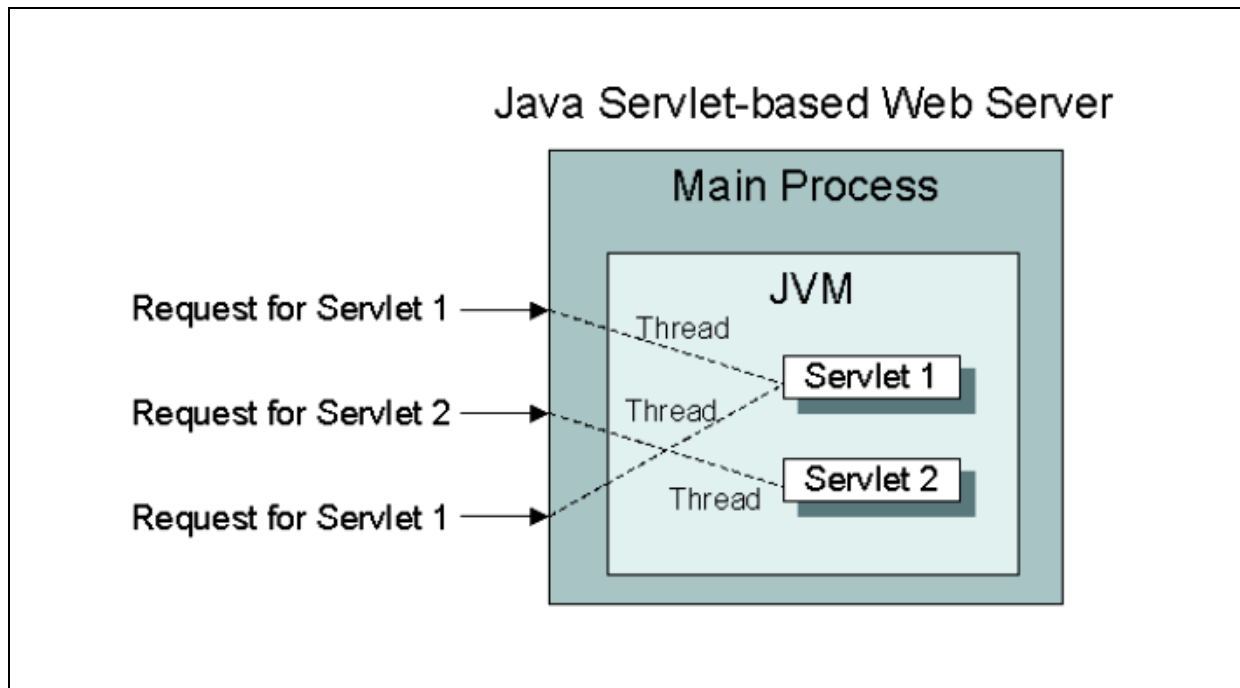 Java Servlet-based Web Server
Main Process
JVM
Request for Servlet 1
Thread
Servlet 1
Request for Servlet 2
Thread
Servlet 2
Request for Servlet 1
Thread